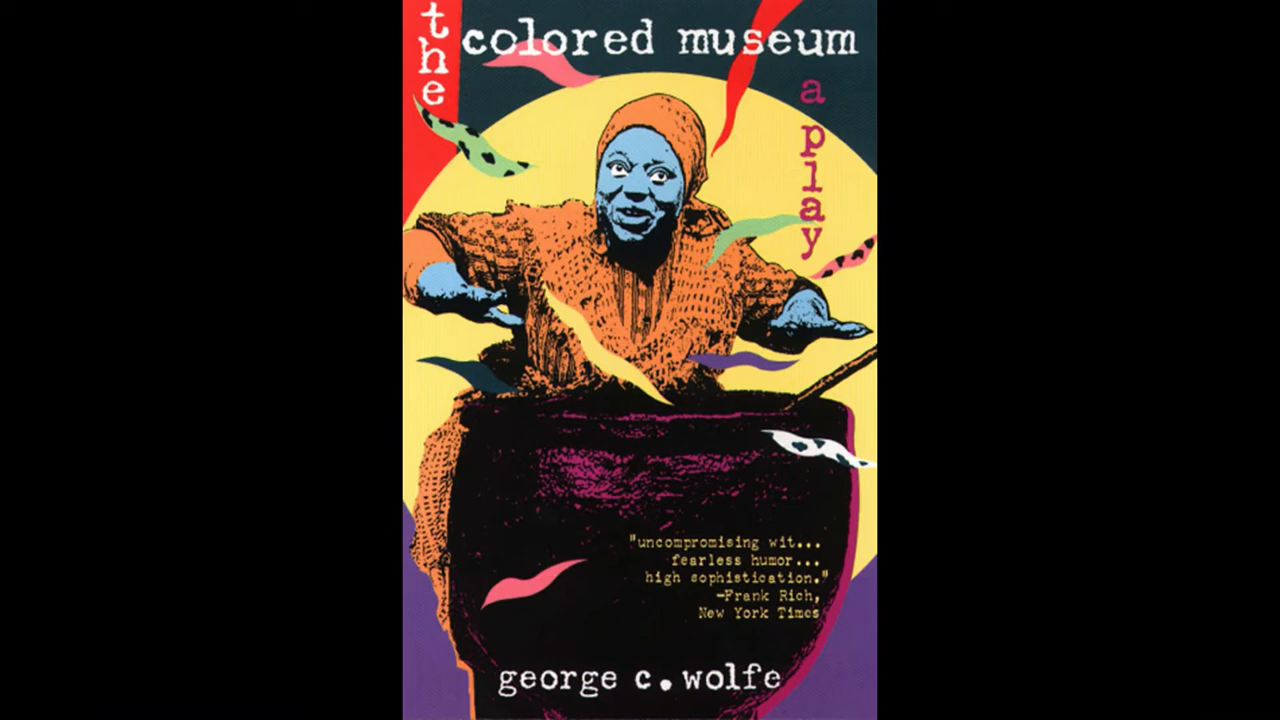 the
colored museum
a play
"uncompromising wit...
fearless humor...
high sophistication."
—Frank Rich,
New York Times
george c. wolfe